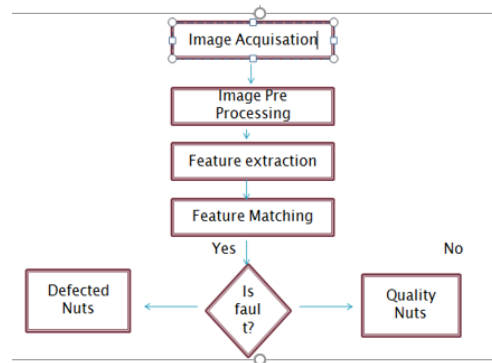 Image Acquisation
Image Pre
Processing
Feature extraction
Feature Matching
Yes
No
Defected
Nuts
Is
faul
t?
Quality
Nuts